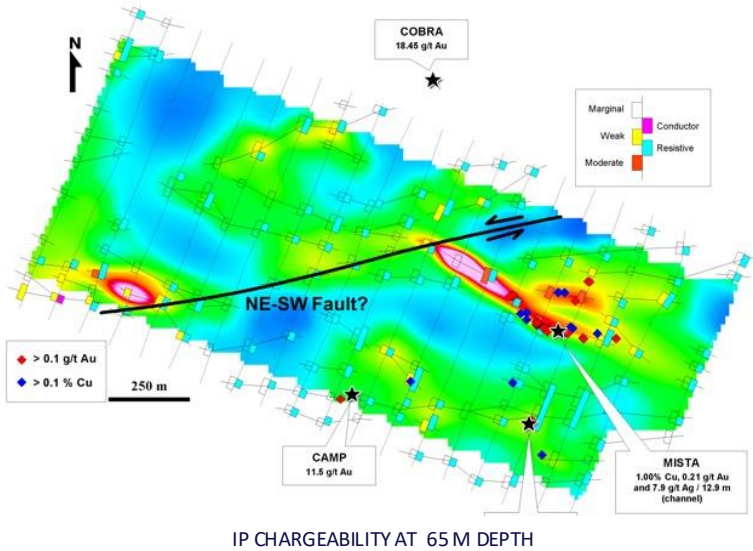 COBRA
18.45 g/t Au
N
Marginal
Conductor
Weak
Resistive
Moderate
NE-SW Fault?
> 0.1 g/t Au
> 0.1 % Cu
250 m
CAMP
11.5 g/t Au
MISTA
1.00% Cu, 0.21 g/t Au
and 7.9 g/t Ag / 12.9 m
(channel)
IP CHARGEABILITY AT 65 M DEPTH